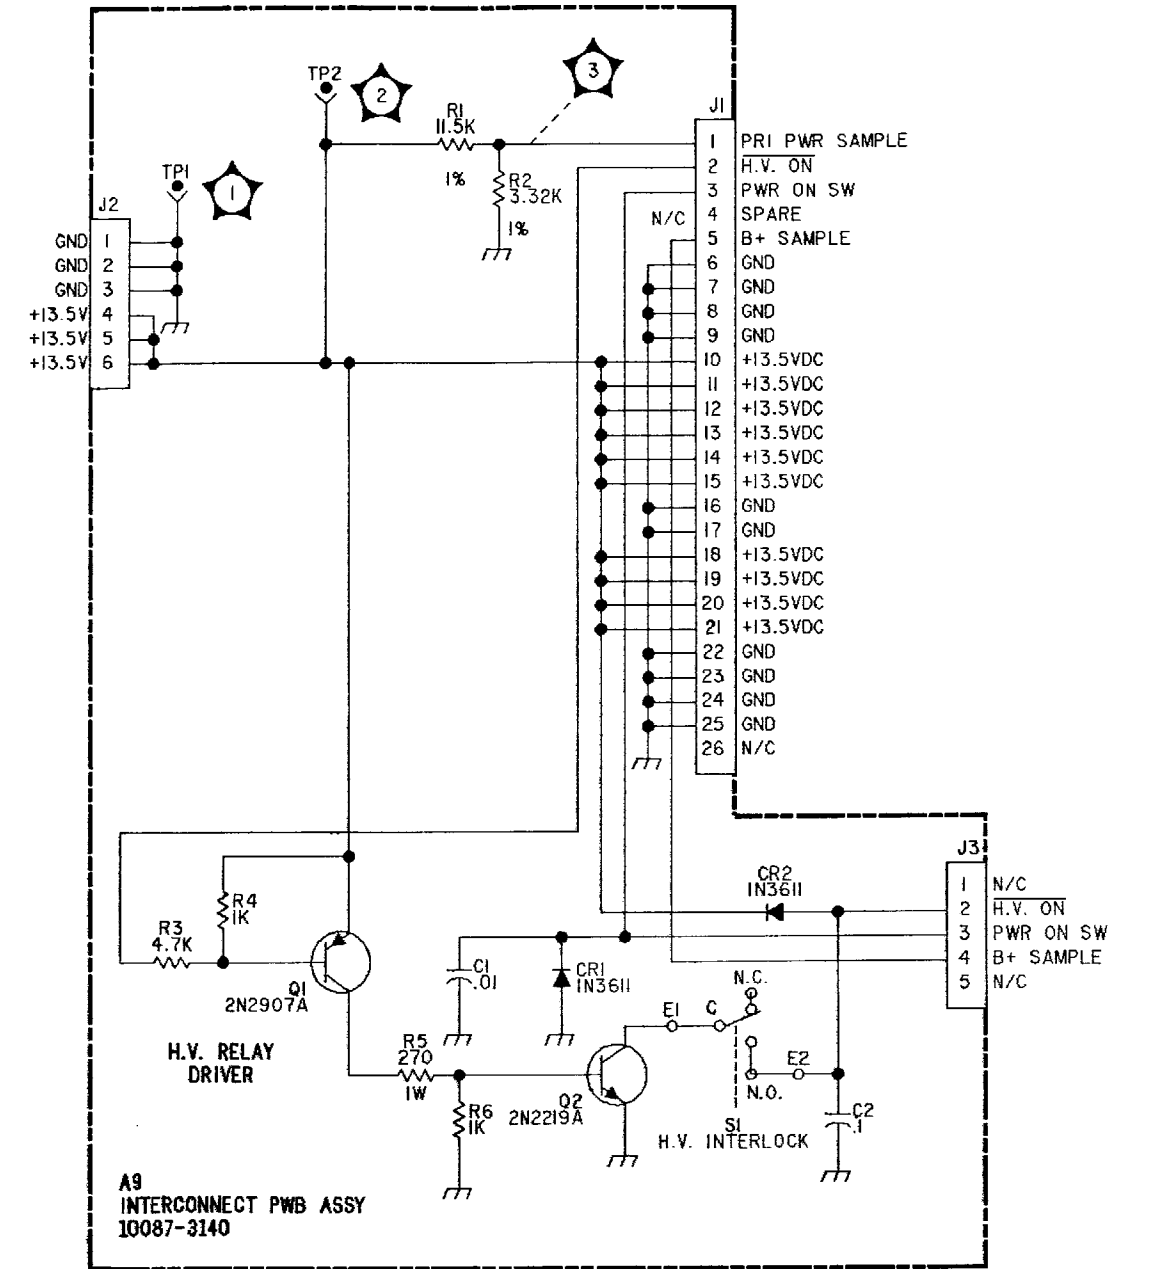 TP2
2
3
R1
11.5K
1%
R2
3.32K
1%
TP1
1
J2
GND 1
GND 2
GND 3
+13.5V 4
+13.5V 5
+13.5V 6
J1
1 PRI PWR SAMPLE
2 H.V. ON
3 PWR ON SW
N/C 4 SPARE
5 B+ SAMPLE
6 GND
7 GND
8 GND
9 GND
10 +13.5VDC
11 +13.5VDC
12 +13.5VDC
13 +13.5VDC
14 +13.5VDC
15 +13.5VDC
16 GND
17 GND
18 +13.5VDC
19 +13.5VDC
20 +13.5VDC
21 +13.5VDC
22 GND
23 GND
24 GND
25 GND
26 N/C
J3
1 N/C
2 H.V. ON
3 PWR ON SW
4 B+ SAMPLE
5 N/C
CR2
1N3611
R4
1K
R3
4.7K
Q1
2N2907A
H.V. RELAY
DRIVER
C1
.01
CR1
1N3611
R5
270
1W
R6
1K
Q2
2N2219A
E1
C
N.C.
N.O.
E2
S1
H.V. INTERLOCK
C2
.1
A9
INTERCONNECT PWB ASSY
10087-3140